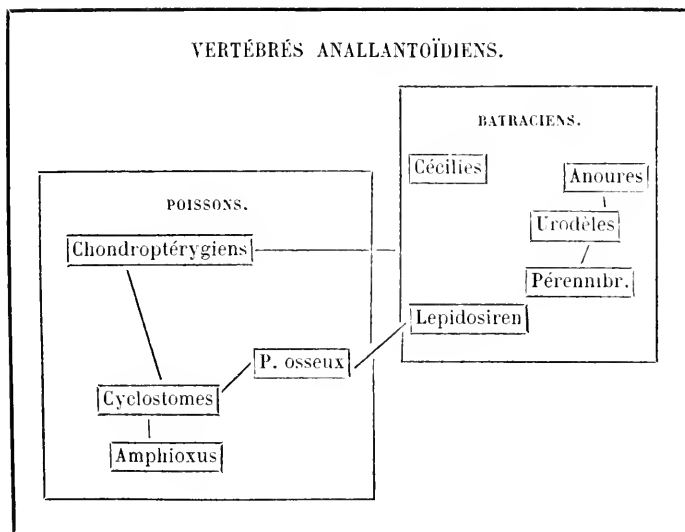 VERTÉBRÉS ANALLANTOÏDIENS.
BATRACIENS.
Cécilies
Anoures
Urodèles
Pérennibr.
Lepidosiren
POISSONS.
Chondroptérygiens
P. osseux
Cyclostomes
Amphioxus